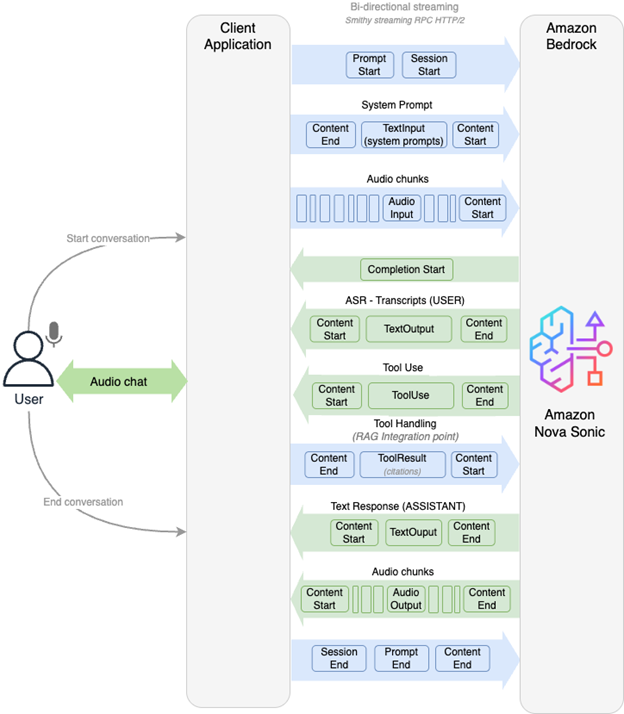 Bi-directional streaming
Smithy streaming RPC HTTP/2
Client
Application
Amazon
Bedrock
Prompt
Start
Session
Start
System Prompt
Content
End
TextInput
(system prompts)
Content
Start
Audio chunks
Audio
Input
Content
Start
Start conversation
Completion Start
ASR - Transcripts (USER)
Content
Start
TextOutput
Content
End
Tool Use
Content
Start
ToolUse
Content
End
Audio chat
User
Amazon
Nova Sonic
Tool Handling
(RAG Integration point)
Content
End
ToolResult
(citations)
Content
Start
End conversation
Text Response (ASSISTANT)
Content
Start
TextOuput
Content
End
Audio chunks
Content
Start
Audio
Output
Content
End
Session
End
Prompt
End
Content
End